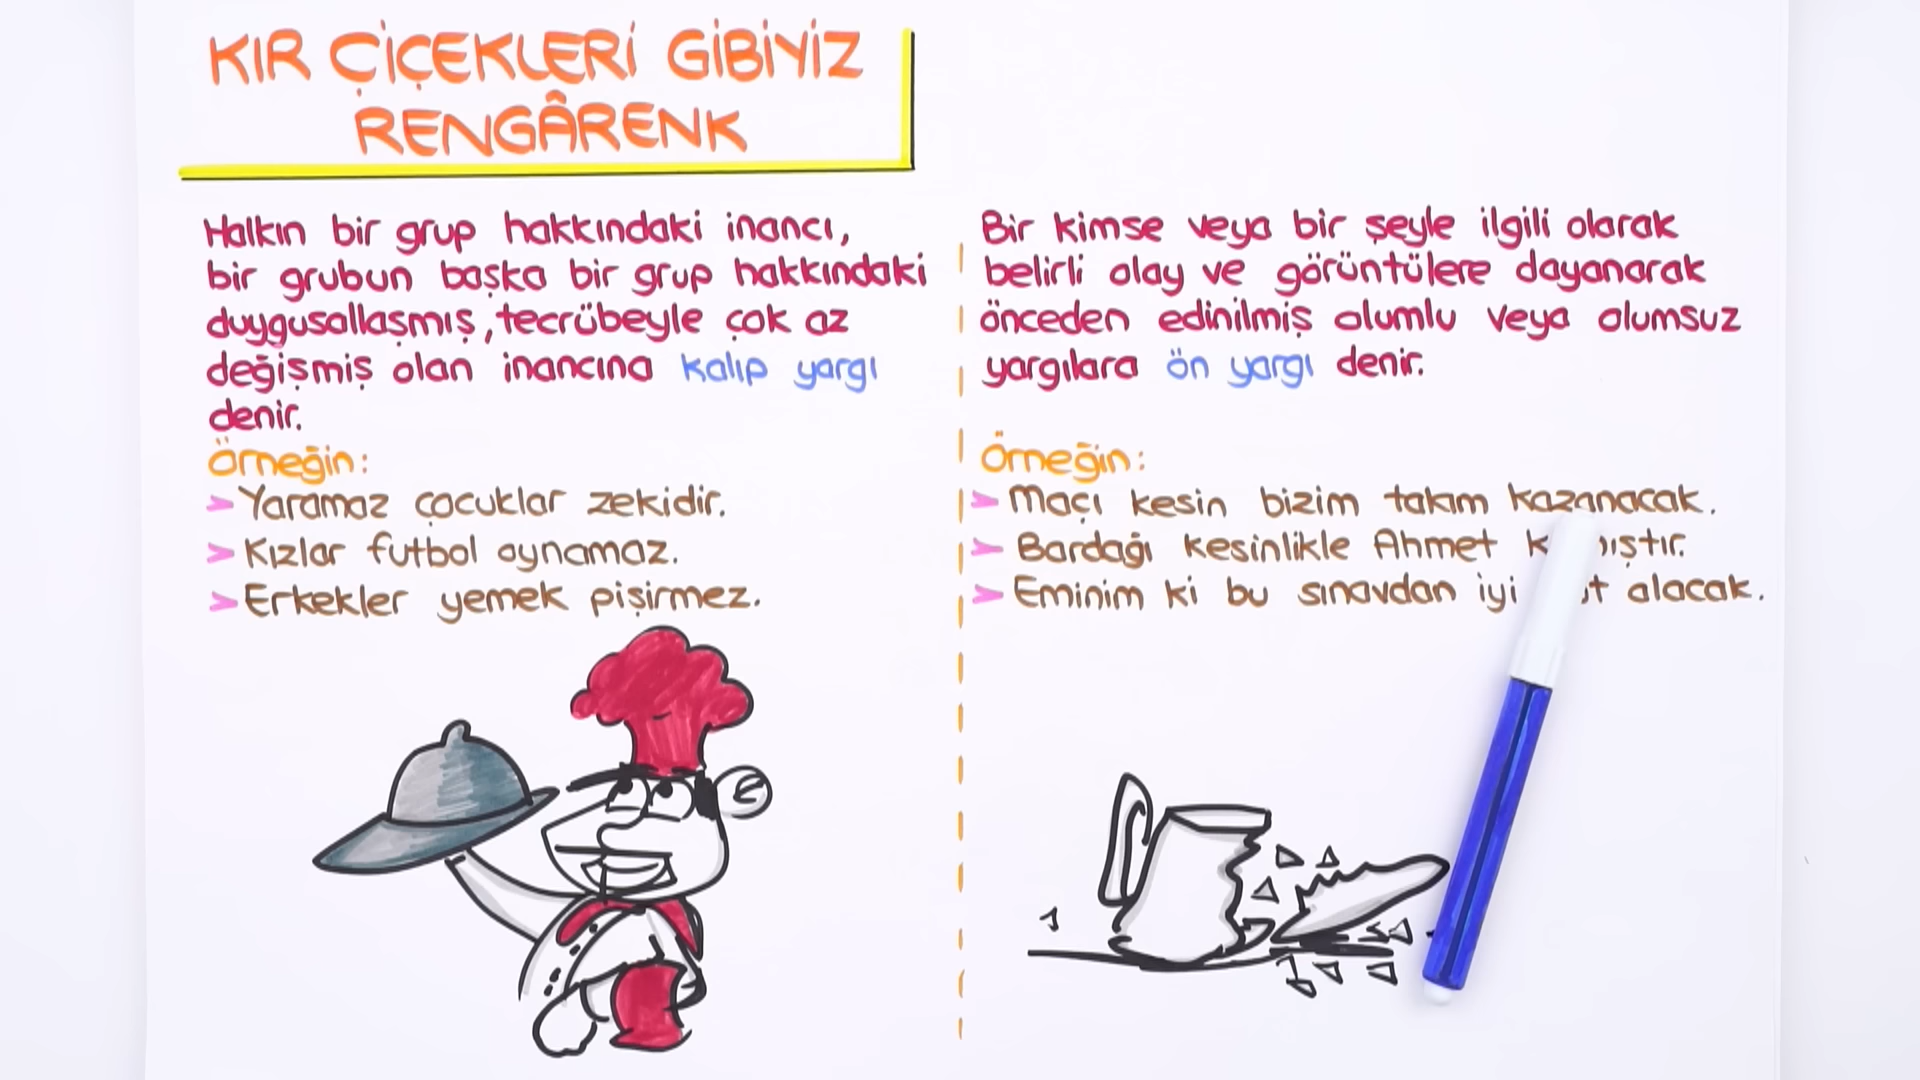 KIR ÇİÇEKLERİ GİBİYİZ
RENGÂRENK
Halkın bir grup hakkındaki inancı,
bir grubun başka bir grup hakkındaki
duygusallaşmış, tecrübeyle çok az
değişmiş olan inancına kalıp yargı
denir.
Örneğin:
➤ Yaramaz çocuklar zekidir.
➤ Kızlar futbol oynamaz.
➤ Erkekler yemek pişirmez.
Bir kimse veya bir şeyle ilgili olarak
belirli olay ve görüntülere dayanarak
önceden edinilmiş olumlu veya olumsuz
yargılara ön yargı denir.
Örneğin:
➤ Maçı kesin bizim takım kazanacak.
➤ Bardağı kesinlikle Ahmet
➤ Eminim ki bu sınavdan iyi alacak.